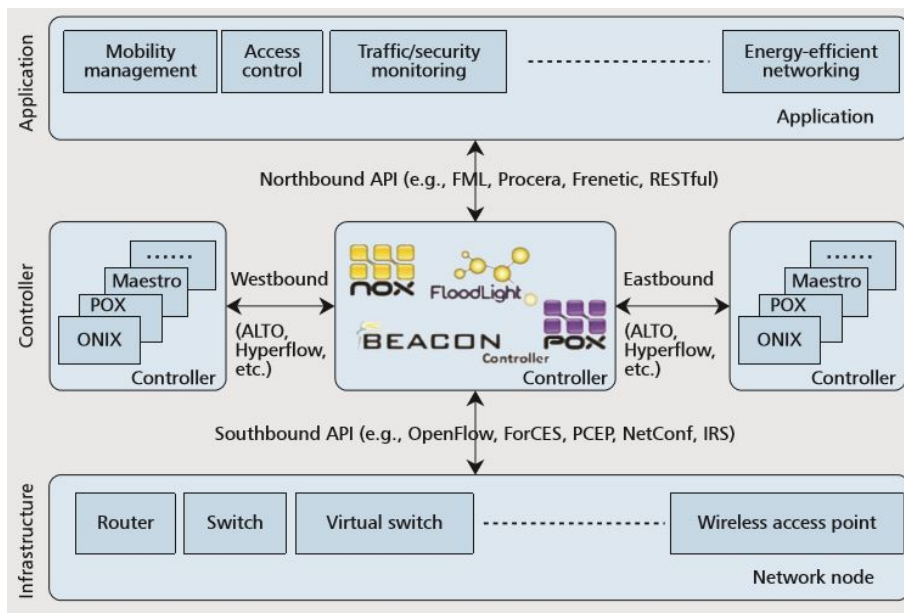 Application
Mobility
management
Access
control
Traffic/security
monitoring
Energy-efficient
networking
Application
Northbound API (e.g., FML, Procera, Frenetic, RESTful)
Controller
......
Maestro
POX
ONIX
Controller
Westbound
(ALTO,
Hyperflow,
etc.)
nox
FloodLight
BEACON
Controller
POX
Controller
Eastbound
(ALTO,
Hyperflow,
etc.)
......
Maestro
POX
ONIX
Controller
Southbound API (e.g., OpenFlow, ForCES, PCEP, NetConf, IRS)
Infrastructure
Router
Switch
Virtual switch
Wireless access point
Network node